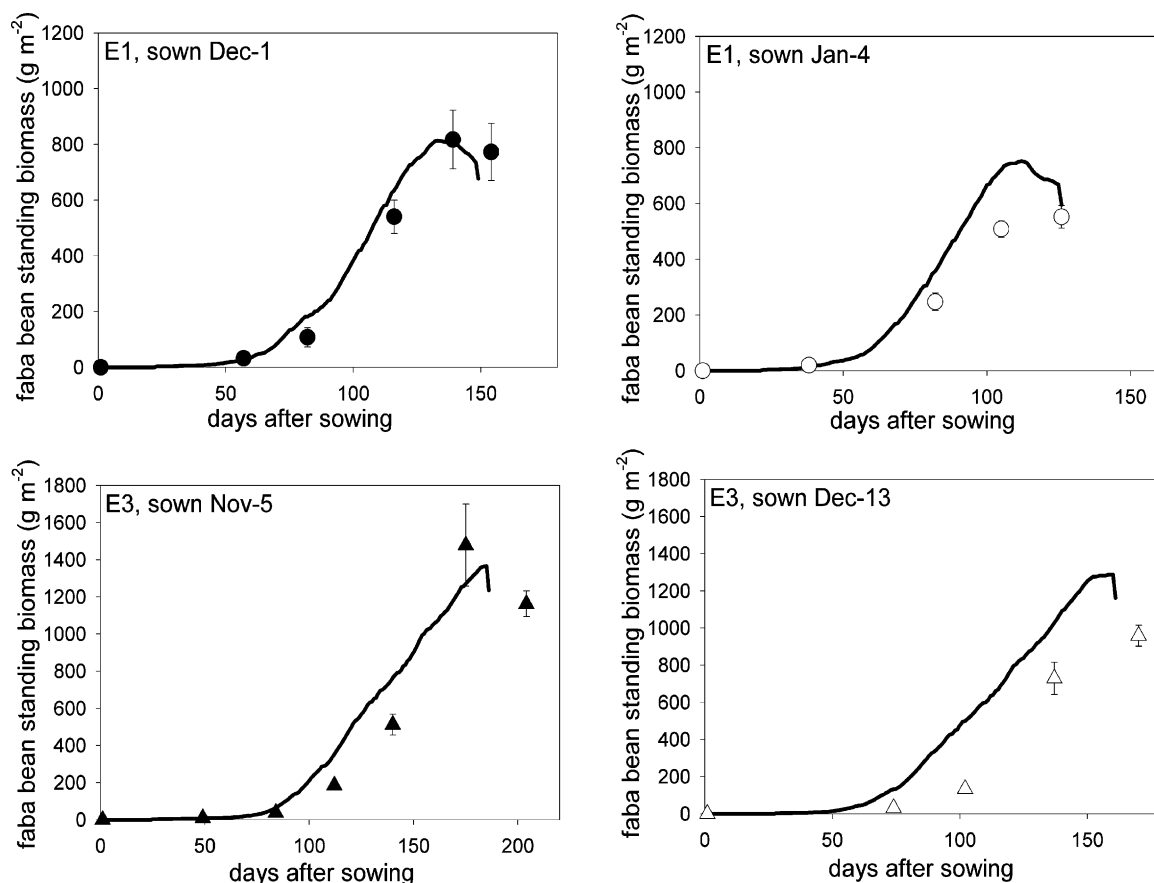 E1, sown Dec-1
faba bean standing biomass (g m-2)
1200
1000
800
600
400
200
0
0 50 100 150
days after sowing
E1, sown Jan-4
faba bean standing biomass (g m-2)
1200
1000
800
600
400
200
0
0 50 100 150
days after sowing
E3, sown Nov-5
faba bean standing biomass (g m-2)
1800
1600
1400
1200
1000
800
600
400
200
0
0 50 100 150 200
days after sowing
E3, sown Dec-13
faba bean standing biomass (g m-2)
1800
1600
1400
1200
1000
800
600
400
200
0
0 50 100 150
days after sowing